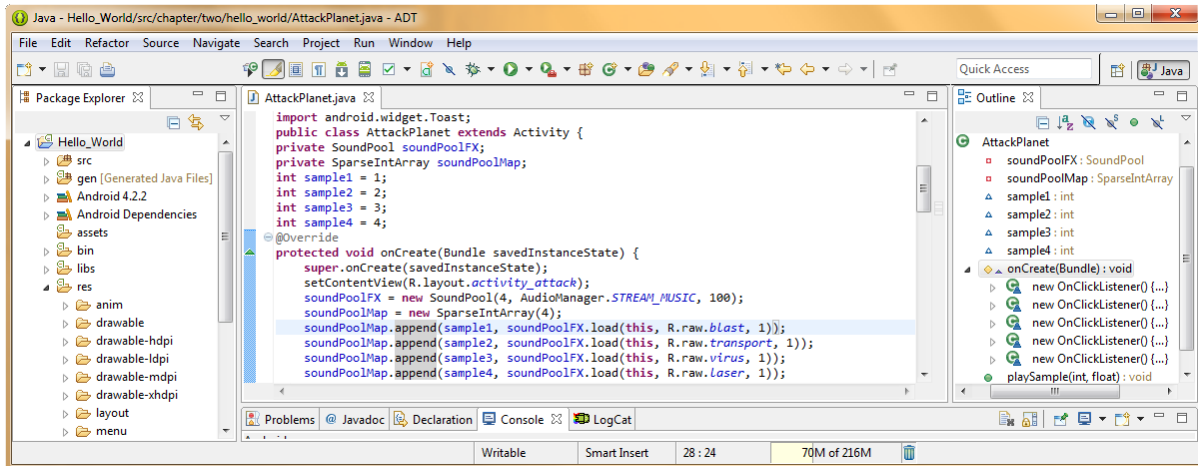 Java - Hello_World/src/chapter/two/hello_world/AttackPlanet.java - ADT
File Edit Refactor Source Navigate Search Project Run Window Help
Quick Access
Java
Package Explorer
Hello_World
src
gen [Generated Java Files]
Android 4.2.2
Android Dependencies
assets
bin
libs
res
anim
drawable
drawable-hdpi
drawable-ldpi
drawable-mdpi
drawable-xhdpi
layout
menu
AttackPlanet.java
import android.widget.Toast;
public class AttackPlanet extends Activity {
private SoundPool soundPoolFX;
private SparseIntArray soundPoolMap;
int sample1 = 1;
int sample2 = 2;
int sample3 = 3;
int sample4 = 4;
@Override
protected void onCreate(Bundle savedInstanceState) {
super.onCreate(savedInstanceState);
setContentView(R.layout.activity_attack);
soundPoolFX = new SoundPool(4, AudioManager.STREAM_MUSIC, 100);
soundPoolMap = new SparseIntArray(4);
soundPoolMap.append(sample1, soundPoolFX.load(this, R.raw.blast, 1));
soundPoolMap.append(sample2, soundPoolFX.load(this, R.raw.transport, 1));
soundPoolMap.append(sample3, soundPoolFX.load(this, R.raw.virus, 1));
soundPoolMap.append(sample4, soundPoolFX.load(this, R.raw.laser, 1));
Outline
AttackPlanet
soundPoolFX : SoundPool
soundPoolMap : SparseIntArray
sample1 : int
sample2 : int
sample3 : int
sample4 : int
onCreate(Bundle) : void
new OnClickListener() {...}
new OnClickListener() {...}
new OnClickListener() {...}
new OnClickListener() {...}
playSample(int, float) : void
Problems @ Javadoc Declaration Console LogCat
Writable Smart Insert 28 : 24 70M of 216M